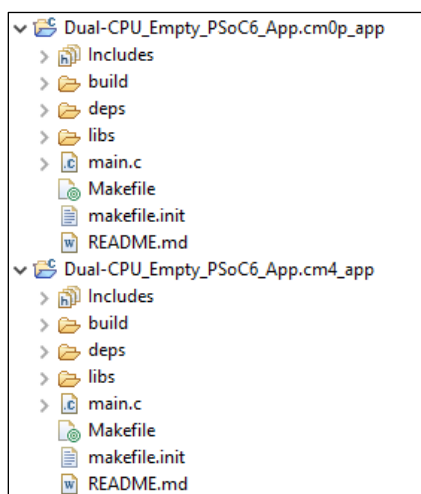 Dual-CPU_Empty_PSoC6_App.cm0p_app
Includes
build
deps
libs
main.c
Makefile
makefile.init
README.md
Dual-CPU_Empty_PSoC6_App.cm4_app
Includes
build
deps
libs
main.c
Makefile
makefile.init
README.md